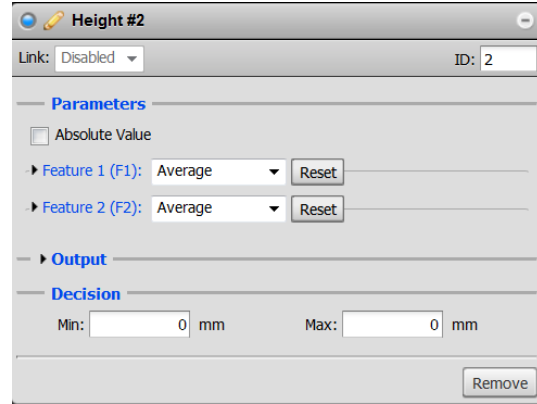 Height #2
Link: Disabled ID: 2
Parameters
Absolute Value
Feature 1 (F1): Average Reset
Feature 2 (F2): Average Reset
Output
Decision
Min: 0 mm Max: 0 mm
Remove